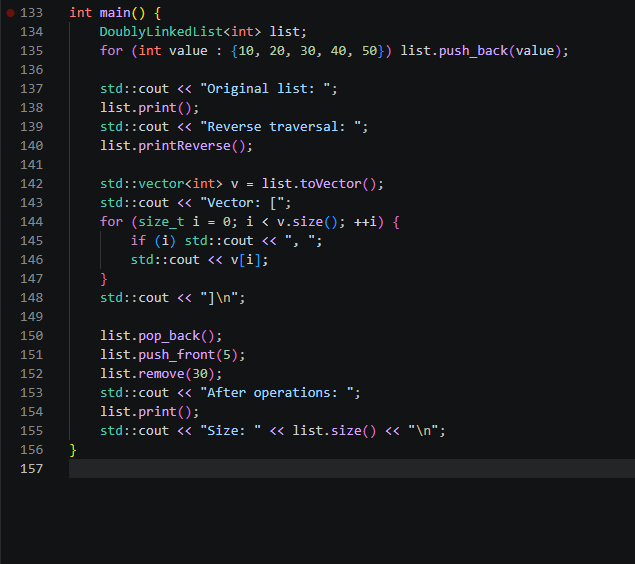 133 int main() {
134     DoublyLinkedList<int> list;
135     for (int value : {10, 20, 30, 40, 50}) list.push_back(value);
136
137     std::cout << "Original list: ";
138     list.print();
139     std::cout << "Reverse traversal: ";
140     list.printReverse();
141
142     std::vector<int> v = list.toVector();
143     std::cout << "Vector: [";
144     for (size_t i = 0; i < v.size(); ++i) {
145         if (i) std::cout << ", ";
146         std::cout << v[i];
147     }
148     std::cout << "]\n";
149
150     list.pop_back();
151     list.push_front(5);
152     list.remove(30);
153     std::cout << "After operations: ";
154     list.print();
155     std::cout << "Size: " << list.size() << "\n";
156 }
157